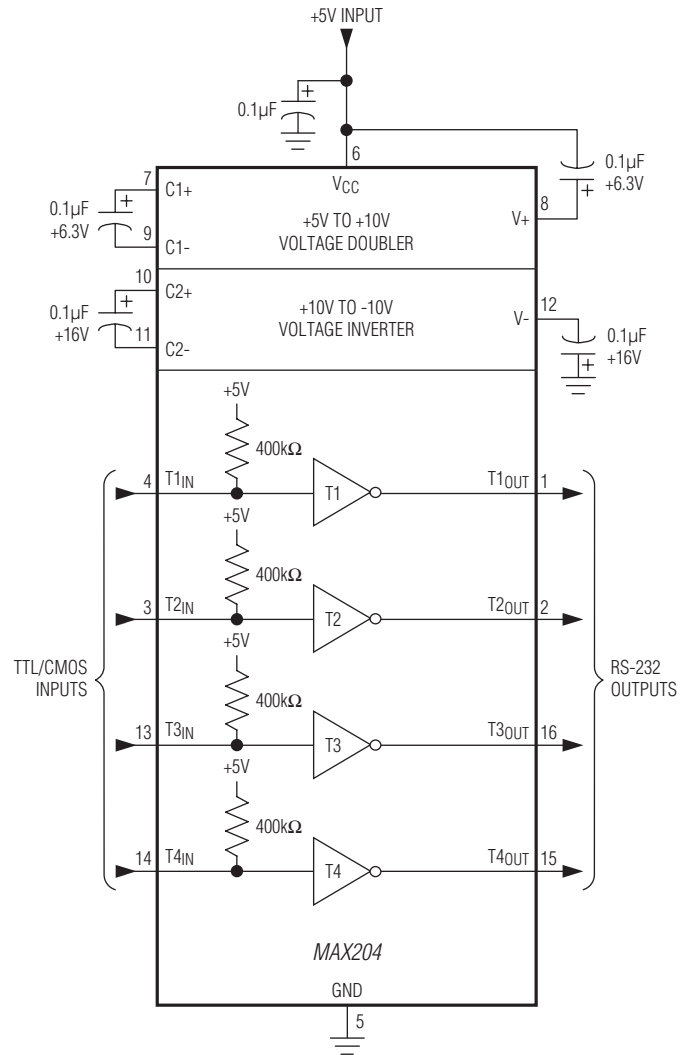 +5V INPUT
0.1µF
+
6
0.1µF
+6.3V
+
7
C1+
VCC
0.1µF
+6.3V
+
9
C1-
+5V TO +10V
VOLTAGE DOUBLER
V+
8
10
C2+
0.1µF
+16V
+
11
C2-
+10V TO -10V
VOLTAGE INVERTER
V-
12
0.1µF
+16V
+
+5V
400kΩ
4
T1IN
T1
T1OUT
1
+5V
400kΩ
3
T2IN
T2
T2OUT
2
TTL/CMOS
INPUTS
RS-232
OUTPUTS
+5V
400kΩ
13
T3IN
T3
T3OUT
16
+5V
400kΩ
14
T4IN
T4
T4OUT
15
MAX204
GND
5